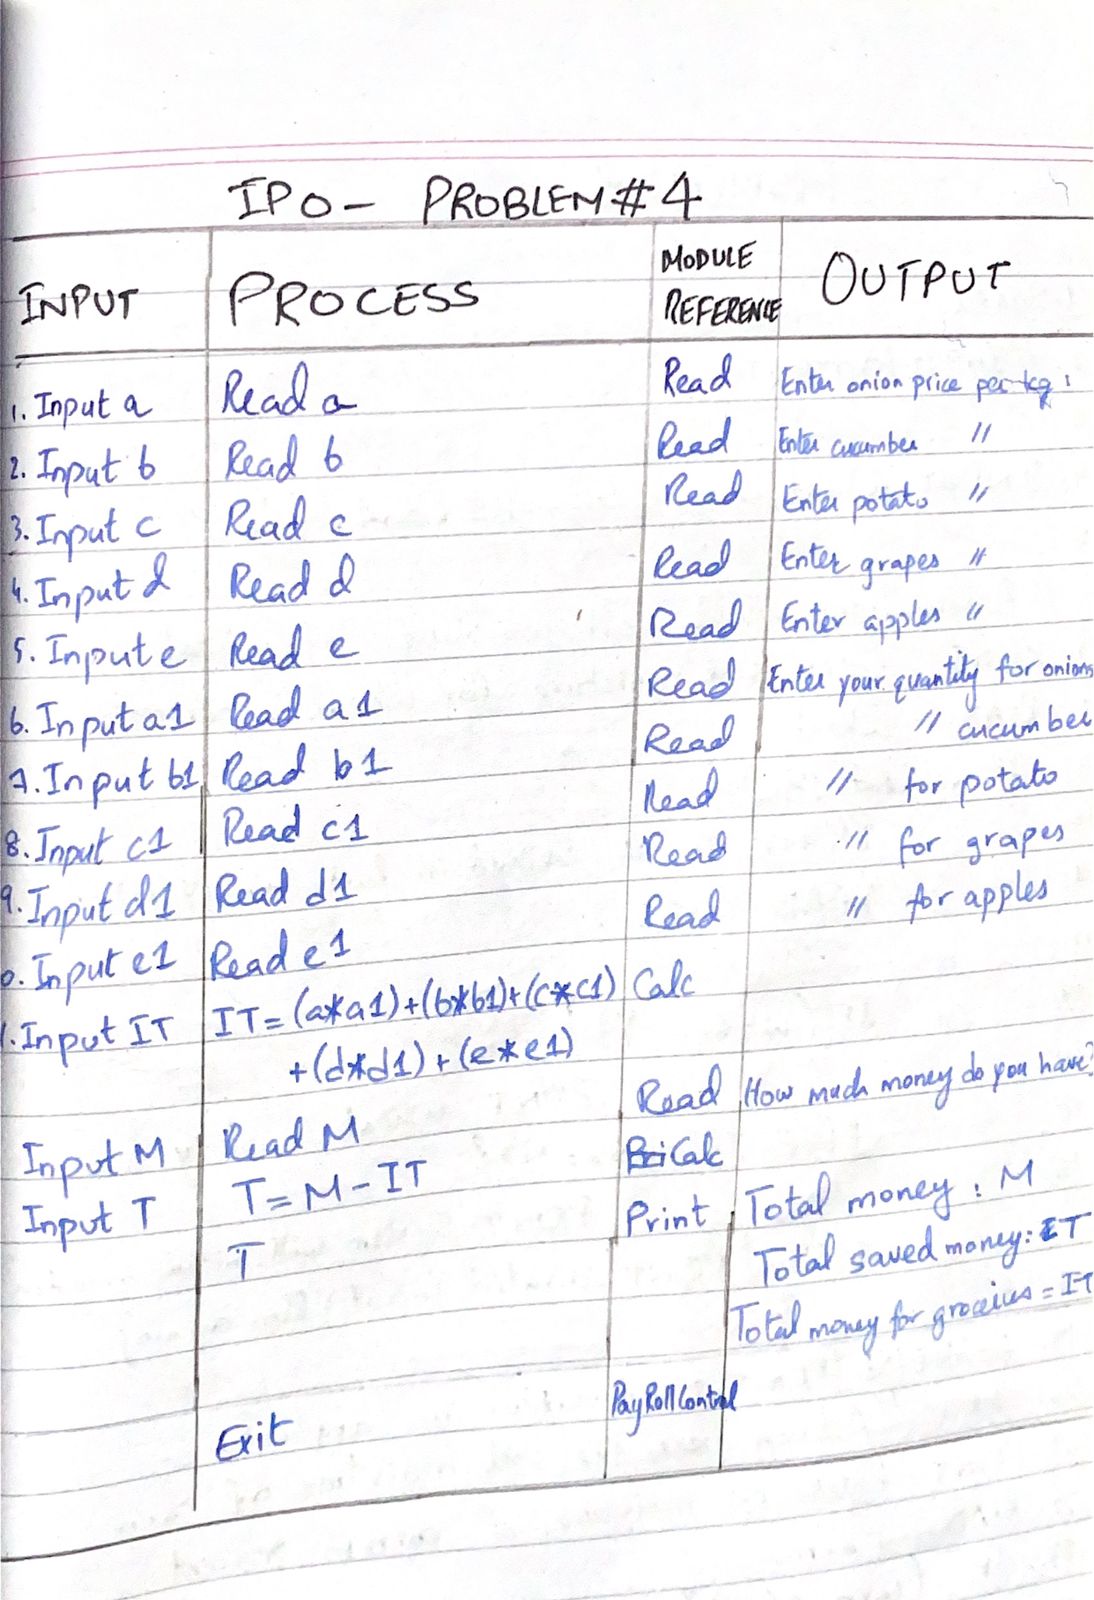 IPO - PROBLEM # 4
INPUT PROCESS MODULE REFERENCE OUTPUT
1. Input a Read a Read Enter onion price per kg :
2. Input b Read b Read Enter cucumber "
3. Input c Read c Read Enter potato "
4. Input d Read d Read Enter grapes "
5. Input e Read e Read Enter apples "
6. Input a1 Read a1 Read Enter your quantity for onions
7. Input b1 Read b1 Read " cucumber
8. Input c1 Read c1 Read " for potato
9. Input d1 Read d1 Read " for grapes
0. Input e1 Read e1 Read " for apples
1. Input IT IT = (a*a1)+(b*b1)+(c*c1) Calc
+(d*d1)+(e*e1)
Input M Read M Read How much money do you have?
Input T T = M - IT Calc
T Print Total money : M
Total saved money : T
Total money for groceries = IT
Exit PayRollControl